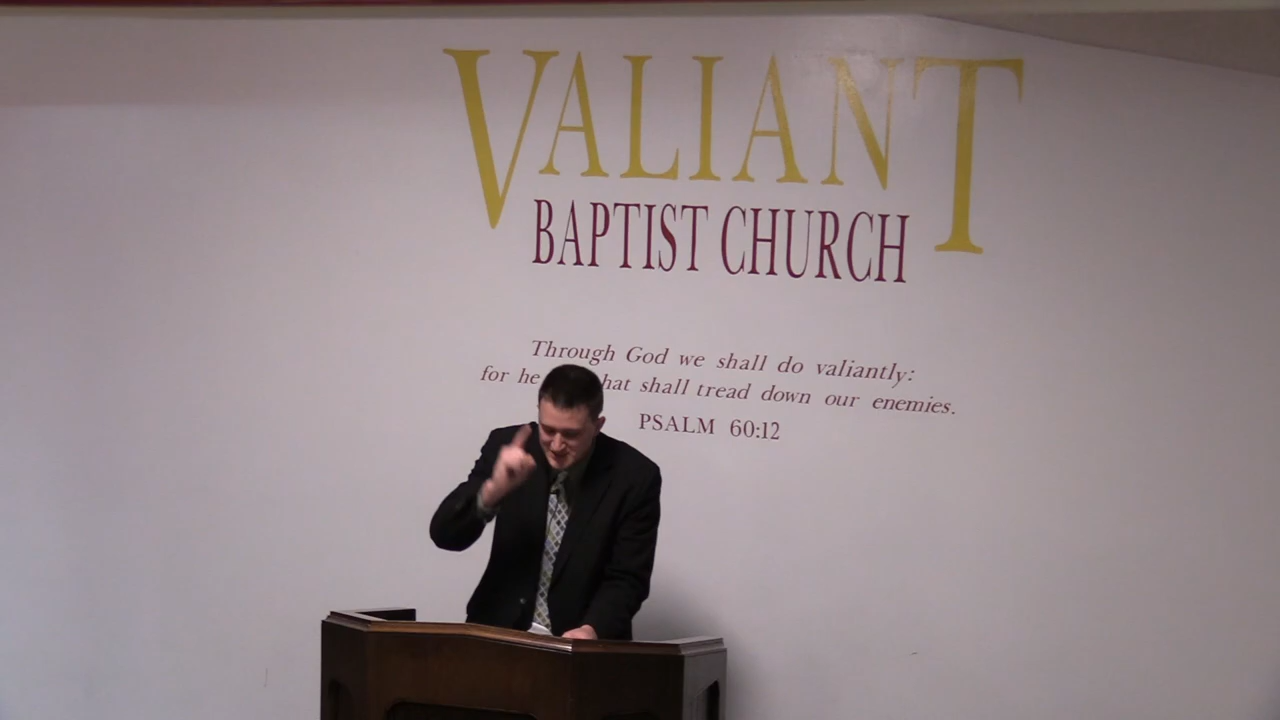 VALIANT
BAPTIST CHURCH
Through God we shall do valiantly:
for he hat shall tread down our enemies.
PSALM 60:12